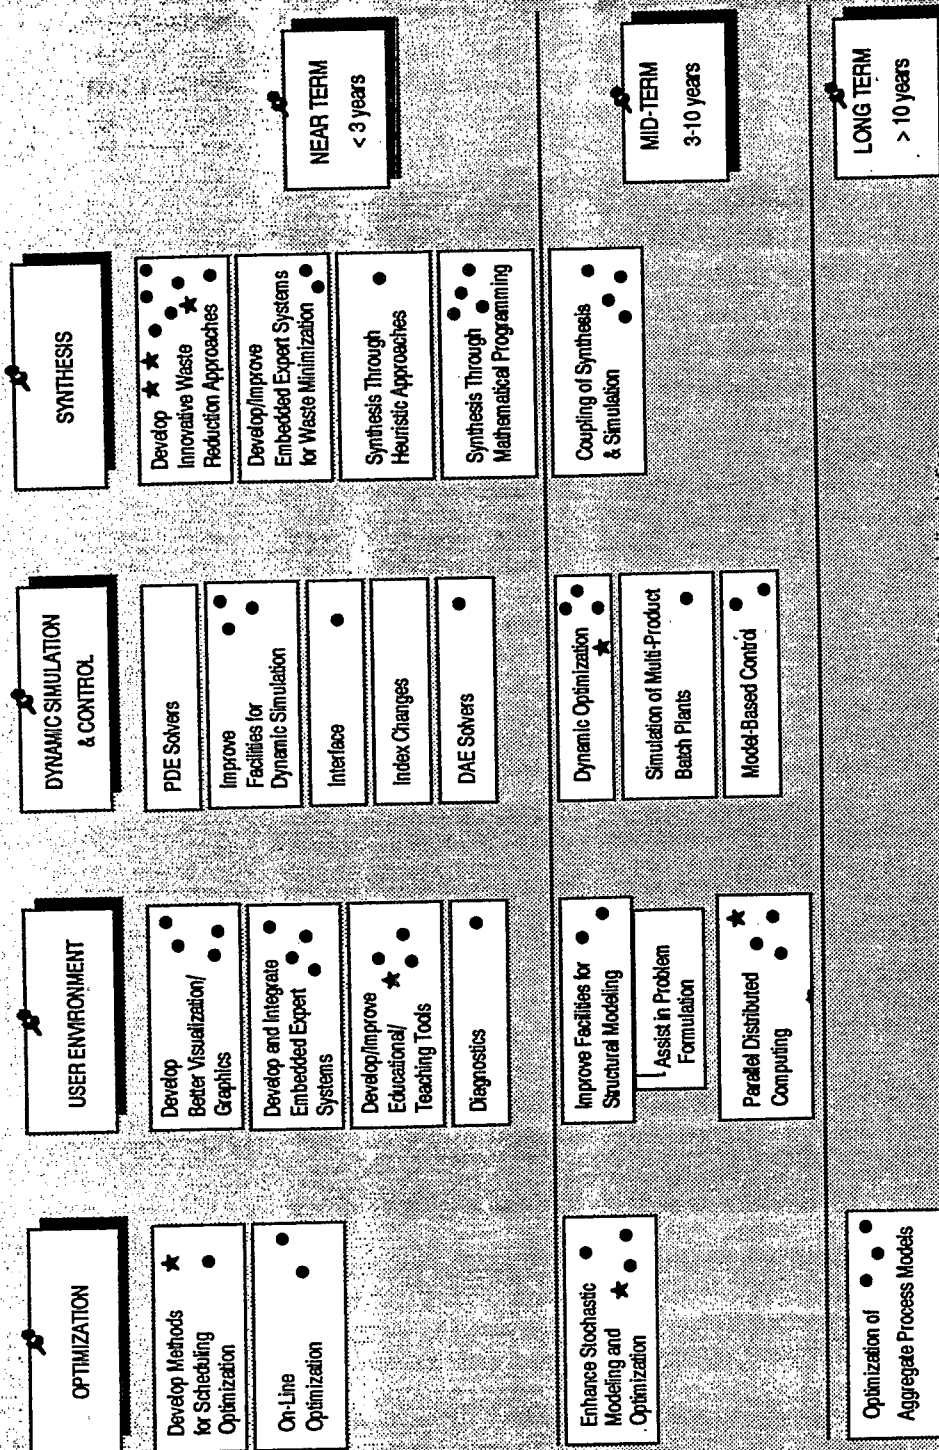 OPTIMIZATION
USER ENVIRONMENT
DYNAMIC SIMULATION
& CONTROL
SYNTHESIS
Develop Methods
for Scheduling
Optimization
On-Line
Optimization
Develop
Better Visualization/
Graphics
Develop and Integrate
Embedded Expert
Systems
Develop/Improve
Educational/
Teaching Tools
Diagnostics
PDE Solvers
Improve
Facilities for
Dynamic Simulation
Interface
Index Changes
DAE Solvers
Develop
Innovative Waste
Reduction Approaches
Develop/Improve
Embedded Expert Systems
for Waste Minimization
Synthesis Through
Heuristic Approaches
Synthesis Through
Mathematical Programming
NEAR TERM
< 3 years
Enhance Stochastic
Modeling and
Optimization
Improve Facilities for
Structural Modeling
Assist in Problem
Formulation
Parallel Distributed
Computing
Dynamic Optimization
Simulation of Multi-Product
Batch Plants
Model-Based Control
Coupling of Synthesis
& Simulation
MID-TERM
3-10 years
Optimization of
Aggregate Process Models
LONG TERM
> 10 years